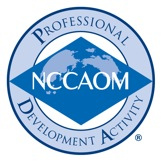 PROFESSIONAL
NCCAOM
DEVELOPMENT ACTIVITY
®